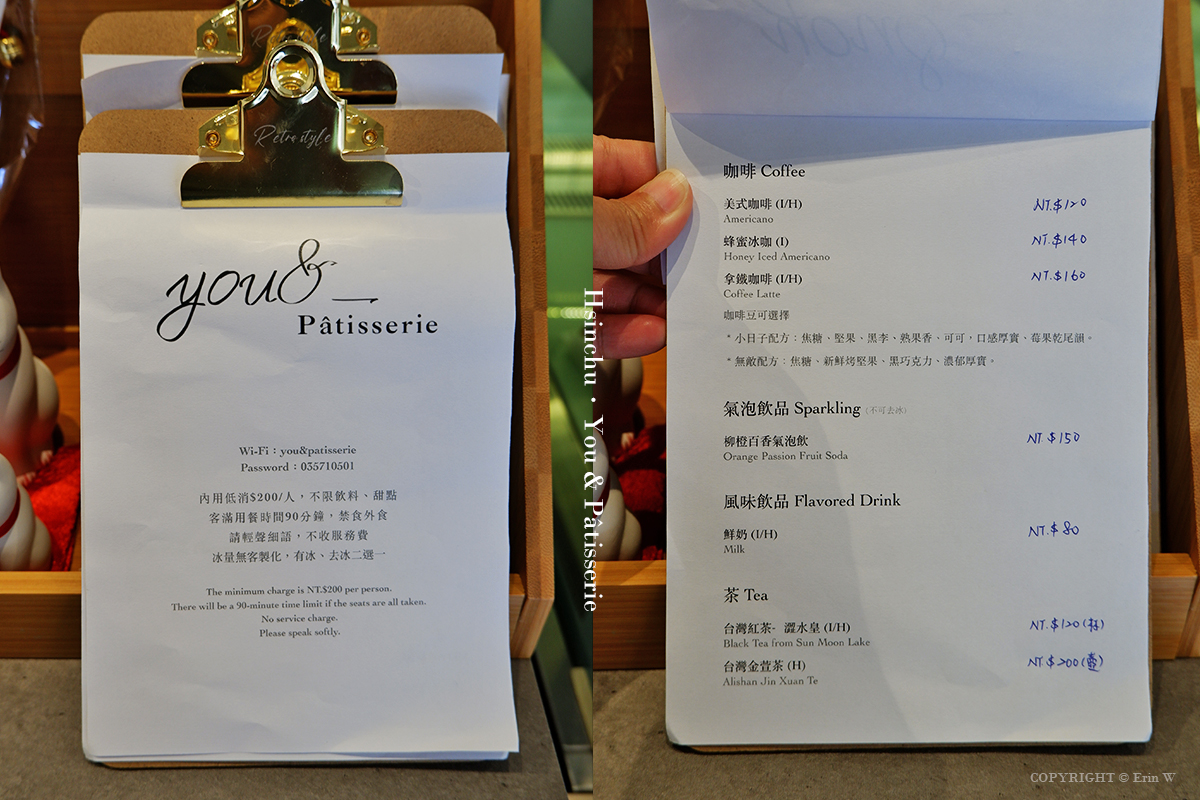 Retro style
Retro style
you&_
Pâtisserie
Wi-Fi：you&patisserie
Password：035710501
內用低消$200/人，不限飲料、甜點
客滿用餐時間90分鐘，禁食外食
請輕聲細語，不收服務費
冰量無客製化，有冰、去冰二選一
The minimum charge is NT.$200 per person.
There will be a 90-minute time limit if the seats are all taken.
No service charge.
Please speak softly.
Hsinchu · You & Pâtisserie
咖啡 Coffee
美式咖啡 (I/H) NT.$120
Americano
蜂蜜冰咖 (I) NT.$140
Honey Iced Americano
拿鐵咖啡 (I/H) NT.$160
Coffee Latte
咖啡豆可選擇
* 小日子配方：焦糖、堅果、黑李、熟果香、可可，口感厚實、莓果乾尾韻。
* 無敵配方：焦糖、新鮮烤堅果、黑巧克力、濃郁厚實。
氣泡飲品 Sparkling (不可去冰)
柳橙百香氣泡飲 NT.$150
Orange Passion Fruit Soda
風味飲品 Flavored Drink
鮮奶 (I/H) NT.$80
Milk
茶 Tea
台灣紅茶- 澀水皇 (I/H) NT.$120(杯)
Black Tea from Sun Moon Lake
台灣金萱茶 (H) NT.$200(壺)
Alishan Jin Xuan Te
COPYRIGHT © Erin W